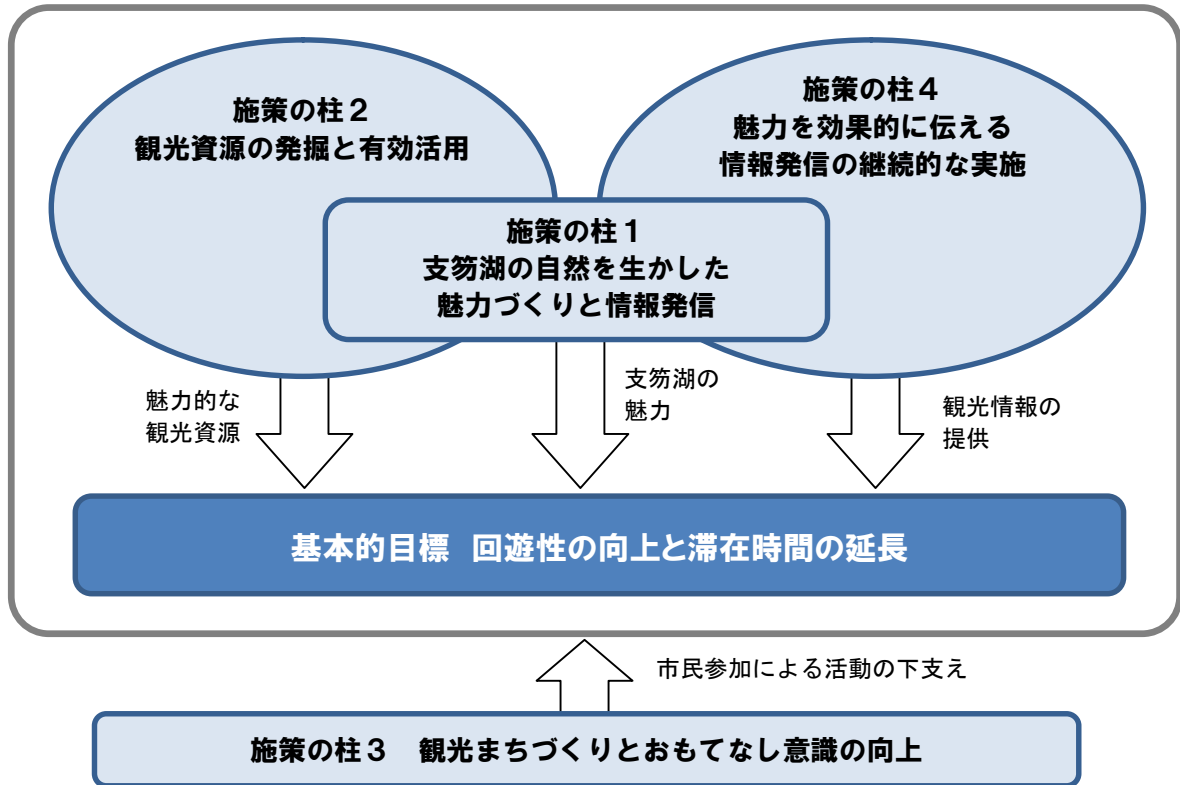 施策の柱２
観光資源の発掘と有効活用
施策の柱４
魅力を効果的に伝える
情報発信の継続的な実施
施策の柱１
支笏湖の自然を生かした
魅力づくりと情報発信
魅力的な
観光資源
支笏湖の
魅力
観光情報の
提供
基本的目標 回遊性の向上と滞在時間の延長
市民参加による活動の下支え
施策の柱３ 観光まちづくりとおもてなし意識の向上